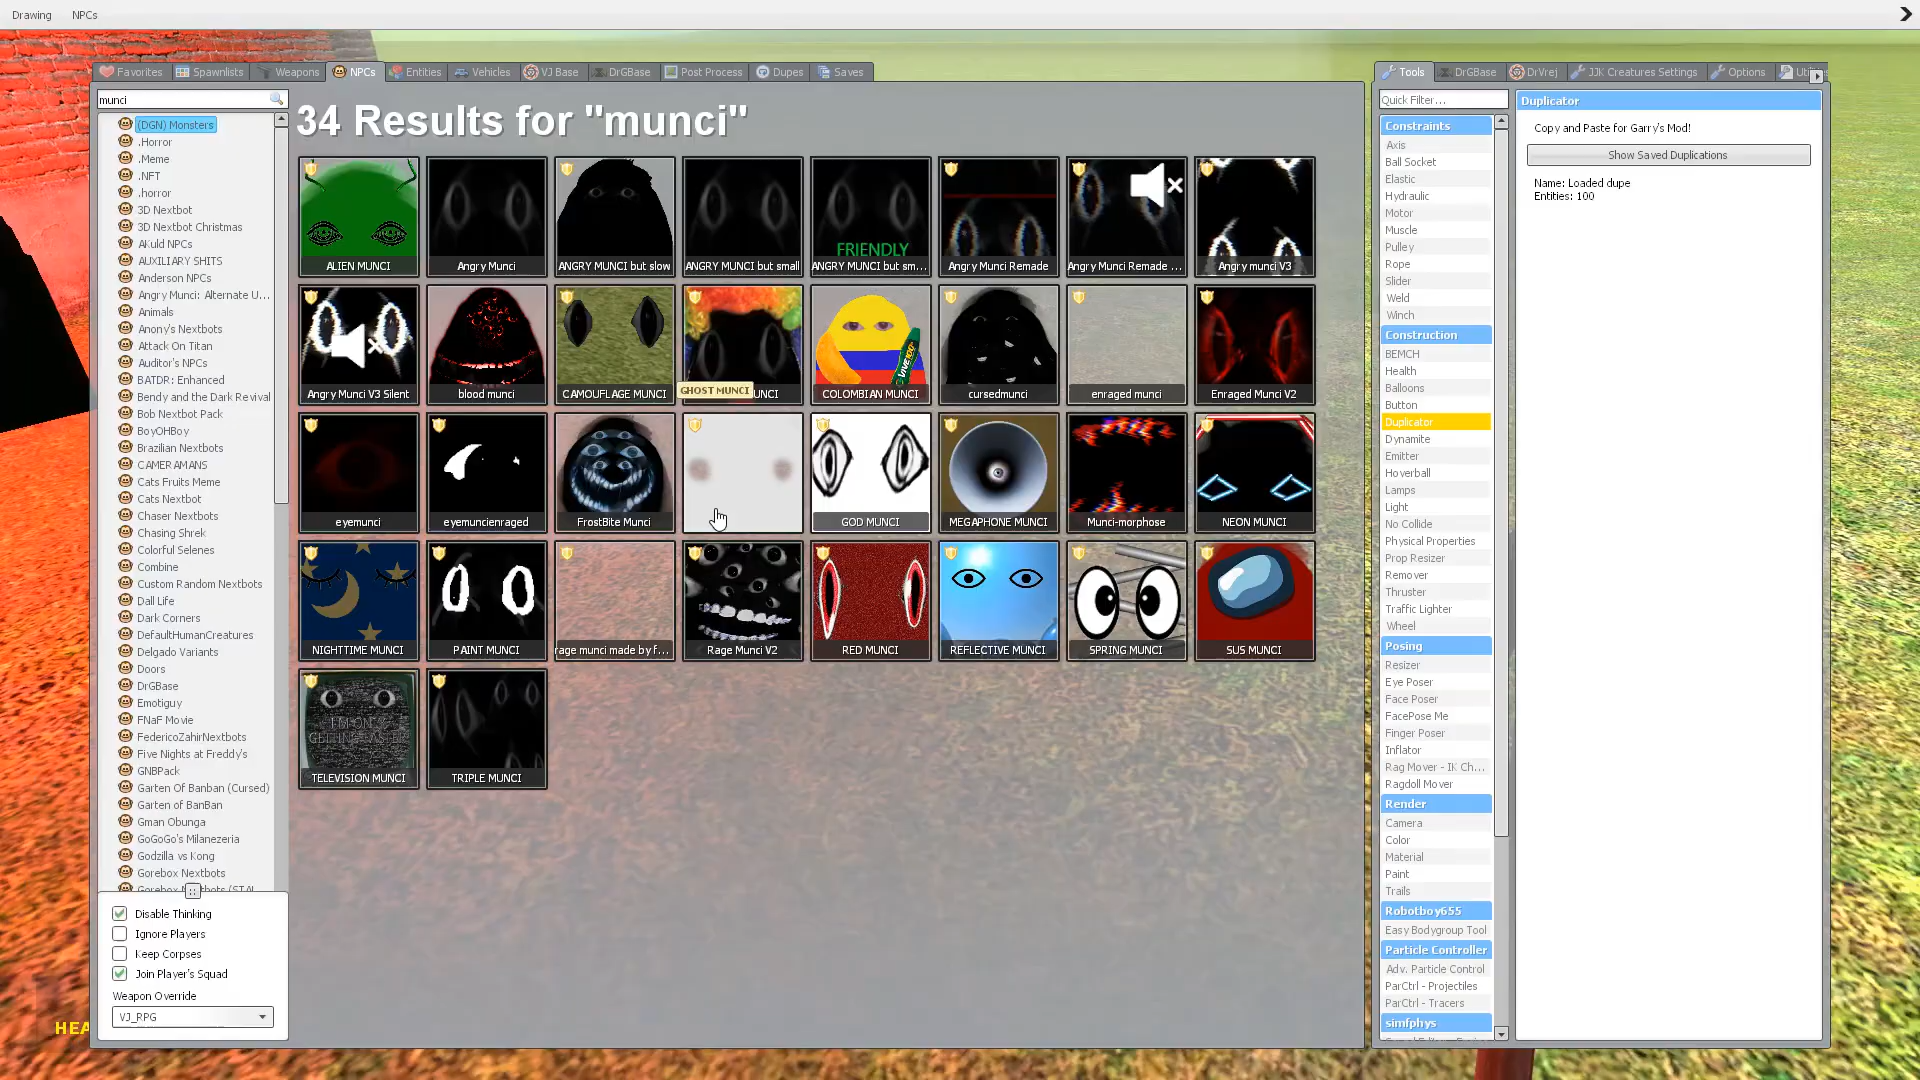 Drawing NPCs
Favorites Spawnlists Weapons NPCs Entities Vehicles VJ Base DrGBase Post Process Dupes Saves
munci
(DGN) Monsters
.Horror
.Meme
.NFT
.horror
3D Nextbot
3D Nextbot Christmas
AKuld NPCs
AUXILIARY SHITS
Anderson NPCs
Angry Munci: Alternate U...
Animals
Anony's Nextbots
Attack On Titan
Auditor's NPCs
BATDR: Enhanced
Bendy and the Dark Revival
Bob Nextbot Pack
BoyOHBoy
Brazilian Nextbots
CAMERAMANS
Cats Fruits Meme
Cats Nextbot
Chaser Nextbots
Chasing Shrek
Colorful Selenes
Combine
Custom Random Nextbots
Dall Life
Dark Corners
DefaultHumanCreatures
Delgado Variants
Doors
DrGBase
Emotiguy
FNaF Movie
FedericoZahirNextbots
Five Nights at Freddy's
GNBPack
Garten Of Banban (Cursed)
Garten of BanBan
Gman Obunga
GoGoGo's Milanezeria
Godzilla vs Kong
Gorebox Nextbots
Disable Thinking
Ignore Players
Keep Corpses
Join Player's Squad
Weapon Override
VJ_RPG
HEA
34 Results for "munci"
FRIENDLY
ALIEN MUNCI Angry Munci ANGRY MUNCI but slow ANGRY MUNCI but small ANGRY MUNCI but sm... Angry Munci Remade Angry Munci Remade ... Angry munci V3
VIVE100
Angry Munci V3 Silent blood munci CAMOUFLAGE MUNCI GHOST MUNCI UNCI COLOMBIAN MUNCI cursedmunci enraged munci Enraged Munci V2
eyemunci eyemuncienraged FrostBite Munci GOD MUNCI MEGAPHONE MUNCI Munci-morphose NEON MUNCI
NIGHTTIME MUNCI PAINT MUNCI rage munci made by f... Rage Munci V2 RED MUNCI REFLECTIVE MUNCI SPRING MUNCI SUS MUNCI
TELEVISION MUNCI TRIPLE MUNCI
Tools DrGBase DrVrej JJK Creatures Settings Options
Quick Filter...
Constraints
Axis
Ball Socket
Elastic
Hydraulic
Motor
Muscle
Pulley
Rope
Slider
Weld
Winch
Construction
BEMCH
Health
Balloons
Button
Duplicator
Dynamite
Emitter
Hoverball
Lamps
Light
No Collide
Physical Properties
Prop Resizer
Remover
Thruster
Traffic Lighter
Wheel
Posing
Resizer
Eye Poser
Face Poser
FacePose Me
Finger Poser
Inflator
Rag Mover - IK Ch...
Ragdoll Mover
Render
Camera
Color
Material
Paint
Trails
Robotboy655
Easy Bodygroup Tool
Particle Controller
Adv. Particle Control
ParCtrl - Projectiles
ParCtrl - Tracers
simfphys
Duplicator
Copy and Paste for Garry's Mod!
Show Saved Duplications
Name: Loaded dupe
Entities: 100